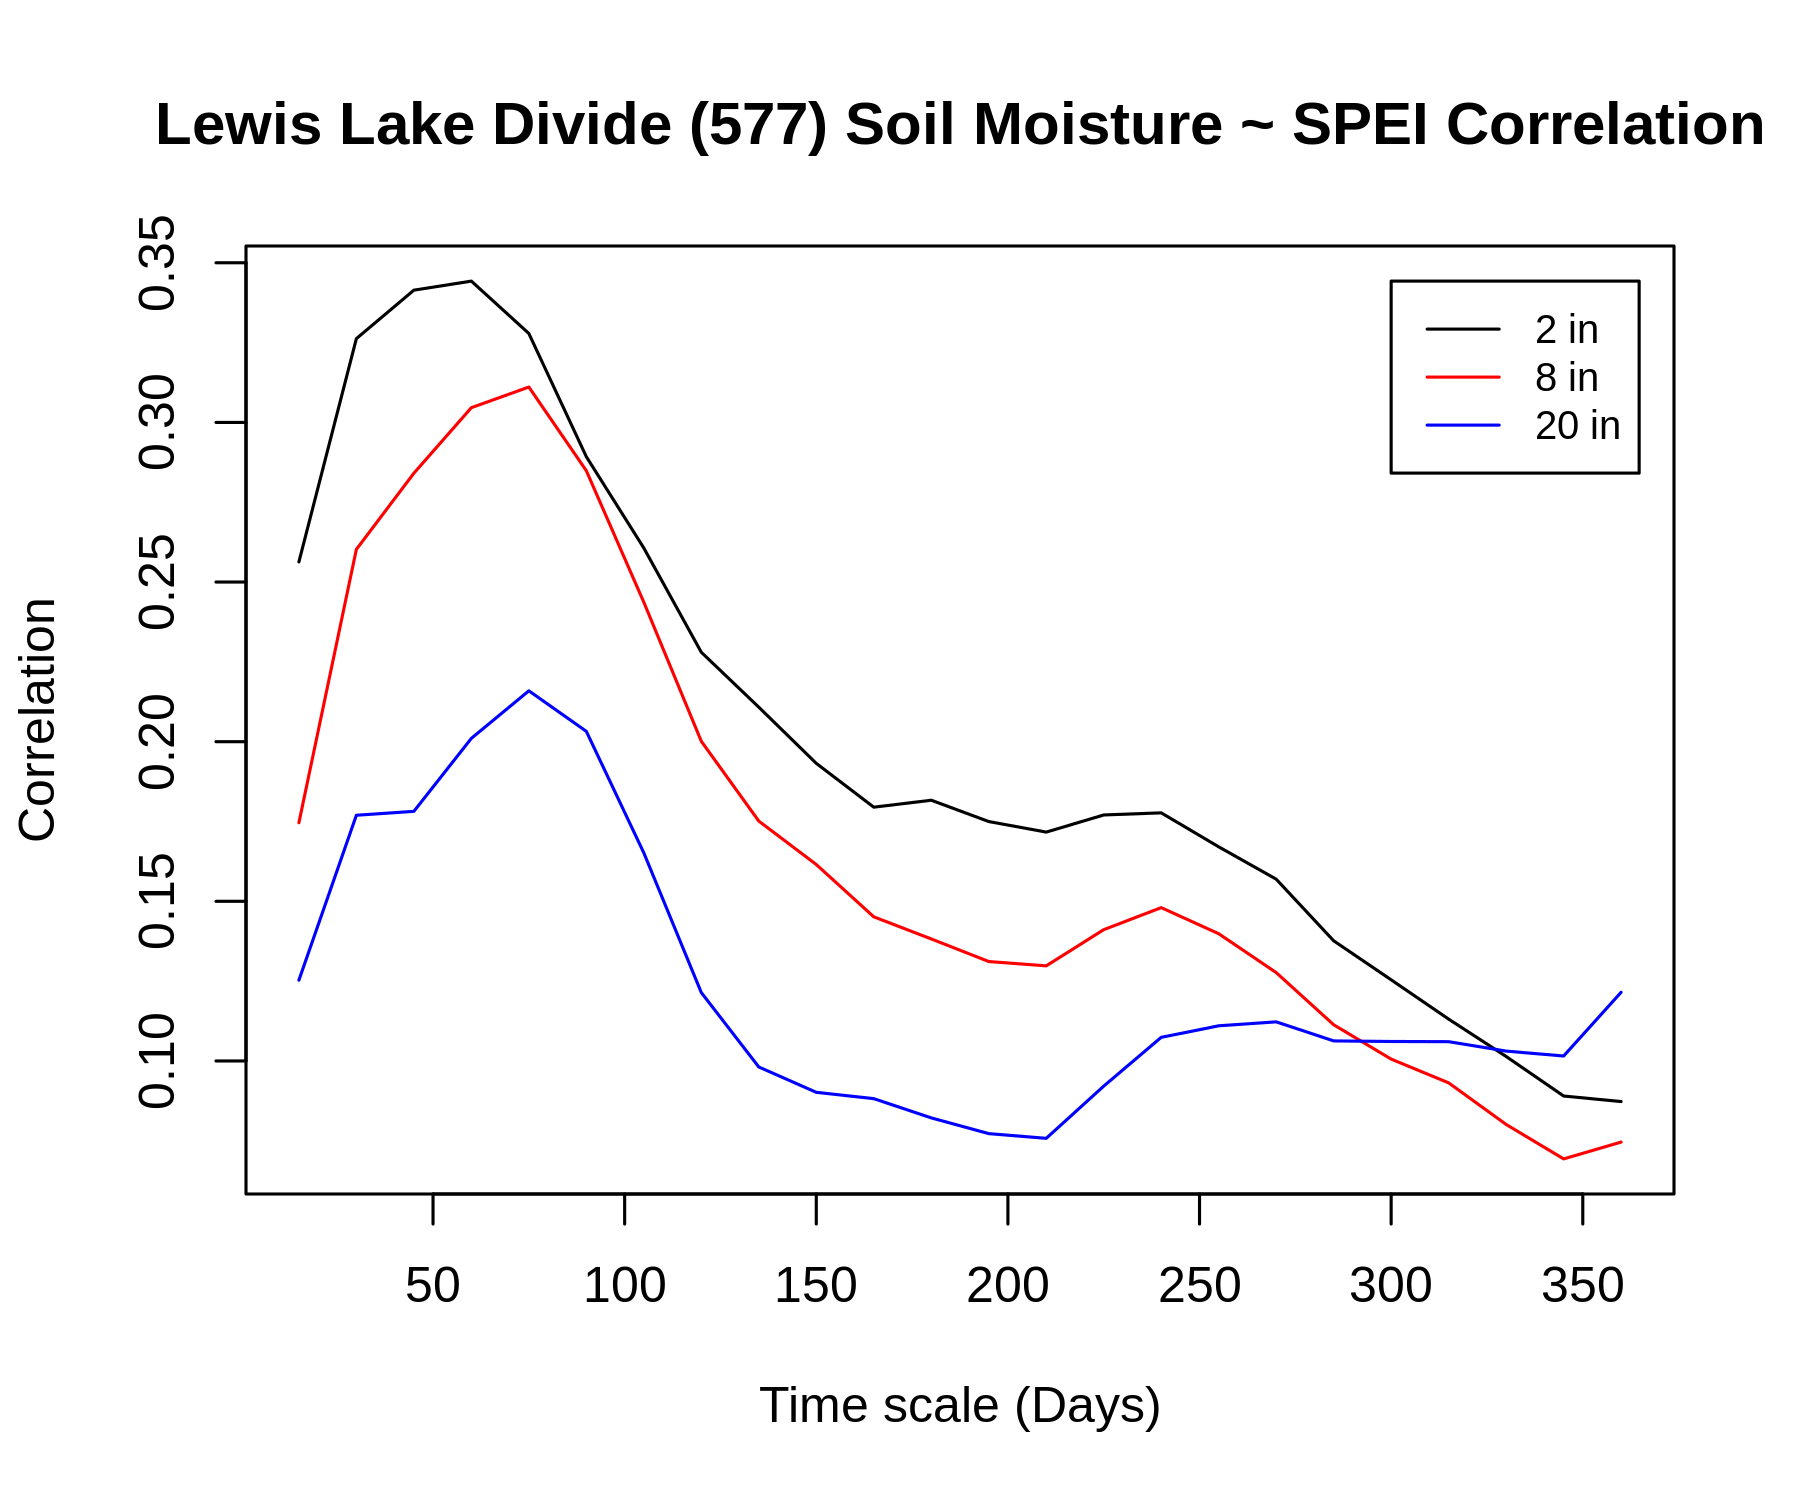 Lewis Lake Divide (577) Soil Moisture ~ SPEI Correlation
0.35
0.30
0.25
0.20
0.15
0.10
Correlation
2 in
8 in
20 in
50 100 150 200 250 300 350
Time scale (Days)